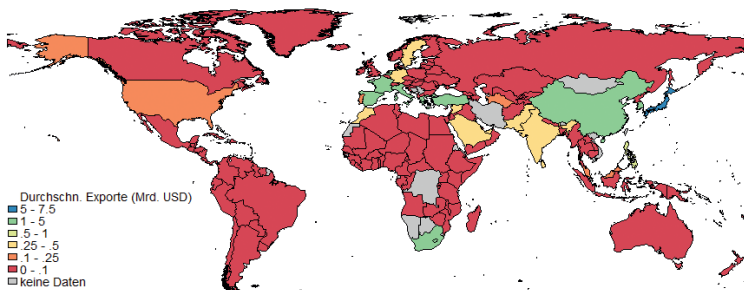 Durchschn. Exporte (Mrd. USD)
5 - 7.5
1 - 5
.5 - 1
.25 - .5
.1 - .25
0 - .1
keine Daten